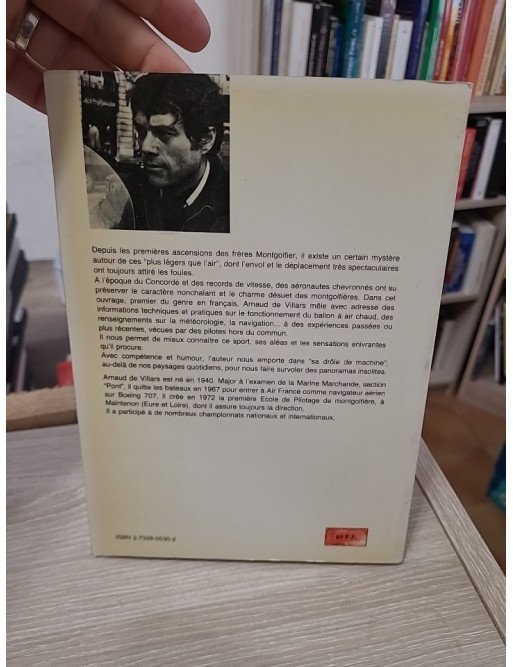 Depuis les premières ascensions des frères Montgolfier, il existe un certain mystère
autour de ces "plus légers que l'air", dont l'envol et le déplacement très spectaculaires
ont toujours attiré les foules.
A l'époque du Concorde et des records de vitesse, des aéronautes chevronnés ont su
préserver le caractère nonchalant et le charme désuet des montgolfières. Dans cet
ouvrage, premier du genre en français, Arnaud de Villars mêle avec adresse des
informations techniques et pratiques sur le fonctionnement du ballon à air chaud, des
renseignements sur la météorologie, la navigation... à des expériences passées ou
plus récentes, vécues par des pilotes hors du commun.
Il nous permet de mieux connaître ce sport, ses aléas et les sensations enivrantes
qu'il procure.
Avec compétence et humour, l'auteur nous emporte dans "sa drôle de machine",
au-delà de nos paysages quotidiens, pour nous faire survoler des panoramas insolites.
Arnaud de Villars est né en 1940. Major à l'examen de la Marine Marchande, section
"Pont", il quitte les bateaux en 1967 pour entrer à Air France comme navigateur aérien
sur Boeing 707. Il crée en 1972 la première Ecole de Pilotage de montgolfière, à
Maintenon (Eure et Loire), dont il assure toujours la direction.
Il a participé à de nombreux championnats nationaux et internationaux.
ISBN 2-7328-0530-2